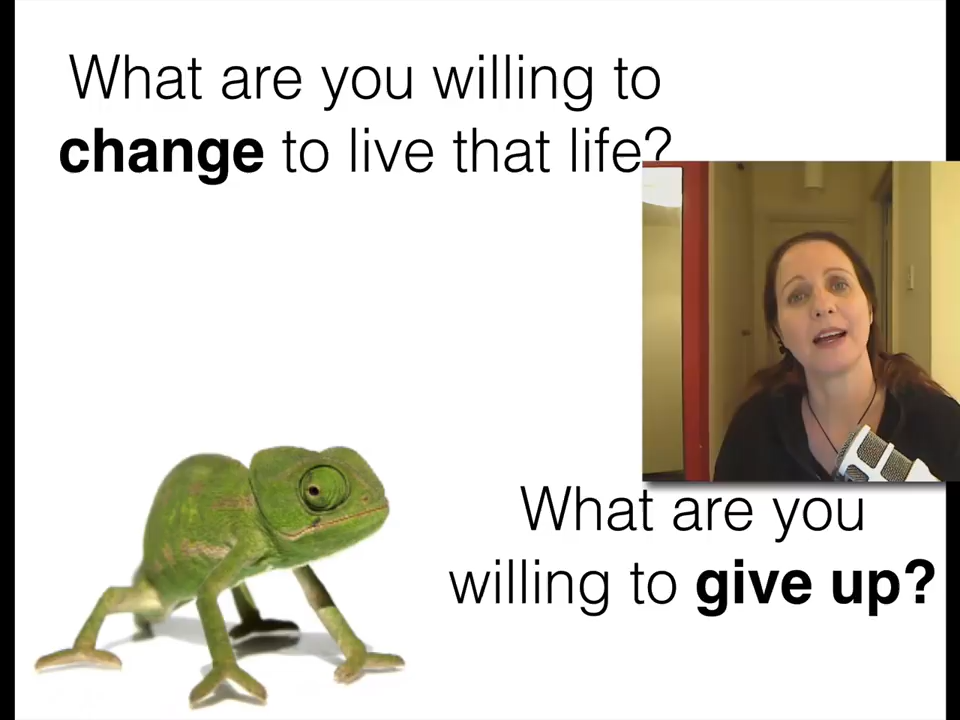 What are you willing to
change to live that life?
What are you
willing to give up?